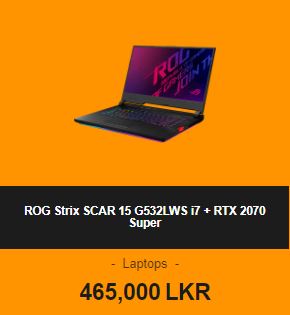 ROG Strix SCAR 15 G532LWS i7 + RTX 2070
Super
- Laptops -
465,000 LKR